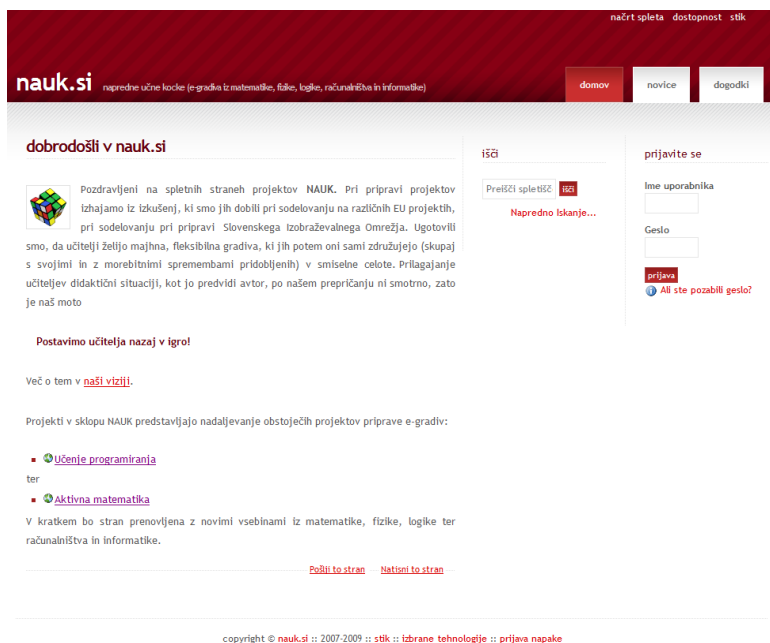 načrt spleta dostopnost stik
nauk.si napredne učne kocke (e-gradiva iz matematike, fizike, logike, računalništva in informatike)
domov novice dogodki
dobrodošli v nauk.si
Pozdravljeni na spletnih straneh projektov NAUK. Pri pripravi projektov
izhajamo iz izkušenj, ki smo jih dobili pri sodelovanju na različnih EU projektih,
pri sodelovanju pri pripravi Slovenskega Izobraževalnega Omrežja. Ugotovili
smo, da učitelji želijo majhna, fleksibilna gradiva, ki jih potem oni sami združujejo (skupaj
s svojimi in z morebitnimi spremembami pridobljenih) v smiselne celote. Prilagajanje
učiteljev didaktični situaciji, kot jo predvidi avtor, po našem prepričanju ni smotrno, zato
je naš moto
Postavimo učitelja nazaj v igro!
Več o tem v naši viziji.
Projekti v sklopu NAUK predstavljajo nadaljevanje obstoječih projektov priprave e-gradiv:
Učenje programiranja
ter
Aktivna matematika
V kratkem bo stran prenovljena z novimi vsebinami iz matematike, fizike, logike ter
računalništva in informatike.
Pošlji to stran Natisni to stran
išči
Preišči spletišč
išči
Napredno Iskanje...
prijavite se
Ime uporabnika
Geslo
prijava
Ali ste pozabili geslo?
copyright © nauk.si :: 2007-2009 :: stik :: izbrane tehnologije :: prijava napake